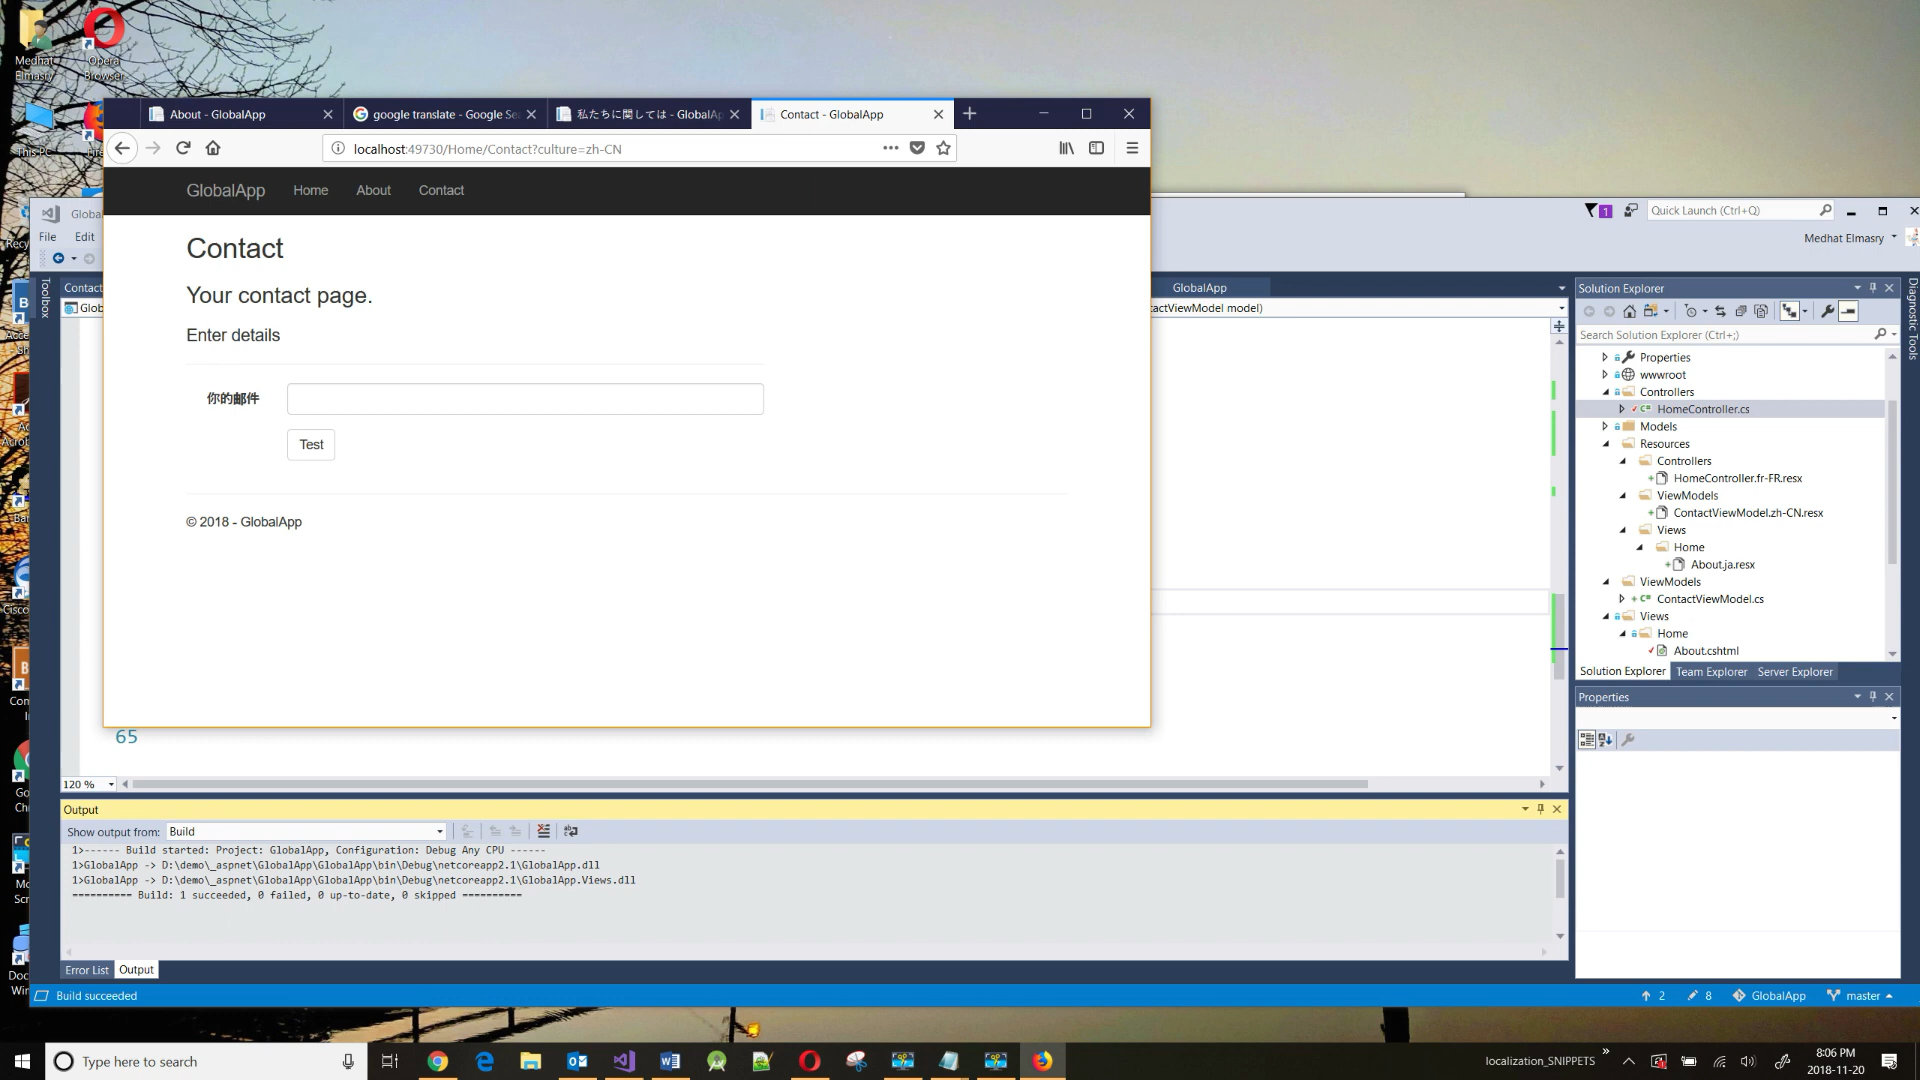 Medhat
Elmasry
Opera
Browser
This PC
About - GlobalApp
google translate - Google Se
私たちに関しては - GlobalAp
Contact - GlobalApp
localhost:49730/Home/Contact?culture=zh-CN
GlobalApp
Home
About
Contact
Contact
Your contact page.
Enter details
你的邮件
Test
© 2018 - GlobalApp
Globa
File
Edit
Toolbox
Contact
Glob
1
Quick Launch (Ctrl+Q)
Medhat Elmasry
GlobalApp
tactViewModel model)
Diagnostic Tools
Solution Explorer
Search Solution Explorer (Ctrl+;)
Properties
wwwroot
Controllers
HomeController.cs
Models
Resources
Controllers
HomeController.fr-FR.resx
ViewModels
ContactViewModel.zh-CN.resx
Views
Home
About.ja.resx
ViewModels
ContactViewModel.cs
Views
Home
About.cshtml
Solution Explorer
Team Explorer
Server Explorer
Properties
65
120 %
Output
Show output from:
Build
1>------ Build started: Project: GlobalApp, Configuration: Debug Any CPU ------
1>GlobalApp -> D:\demo\_aspnet\GlobalApp\GlobalApp\bin\Debug\netcoreapp2.1\GlobalApp.dll
1>GlobalApp -> D:\demo\_aspnet\GlobalApp\GlobalApp\bin\Debug\netcoreapp2.1\GlobalApp.Views.dll
========== Build: 1 succeeded, 0 failed, 0 up-to-date, 0 skipped ==========
Error List
Output
Build succeeded
2
8
GlobalApp
master
Type here to search
localization_SNIPPETS
8:06 PM
2018-11-20